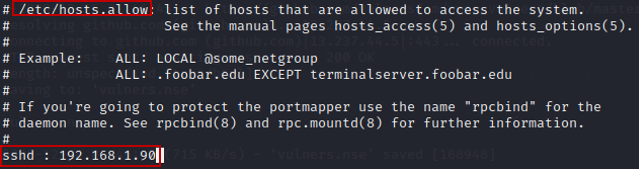 # /etc/hosts.allow: list of hosts that are allowed to access the system.
# See the manual pages hosts_access(5) and hosts_options(5).
#
# Example: ALL: LOCAL @some_netgroup
# ALL: .foobar.edu EXCEPT terminalserver.foobar.edu
#
# If you're going to protect the portmapper use the name "rpcbind" for the
# daemon name. See rpcbind(8) and rpc.mountd(8) for further information.
#
sshd : 192.168.1.90